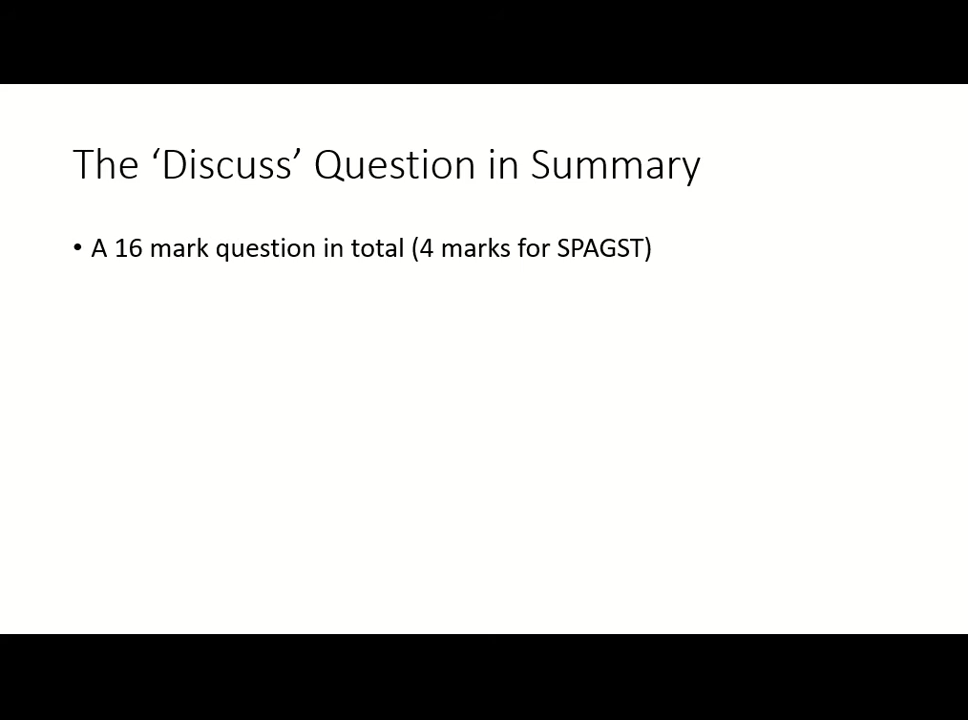 The ‘Discuss’ Question in Summary
• A 16 mark question in total (4 marks for SPAGST)